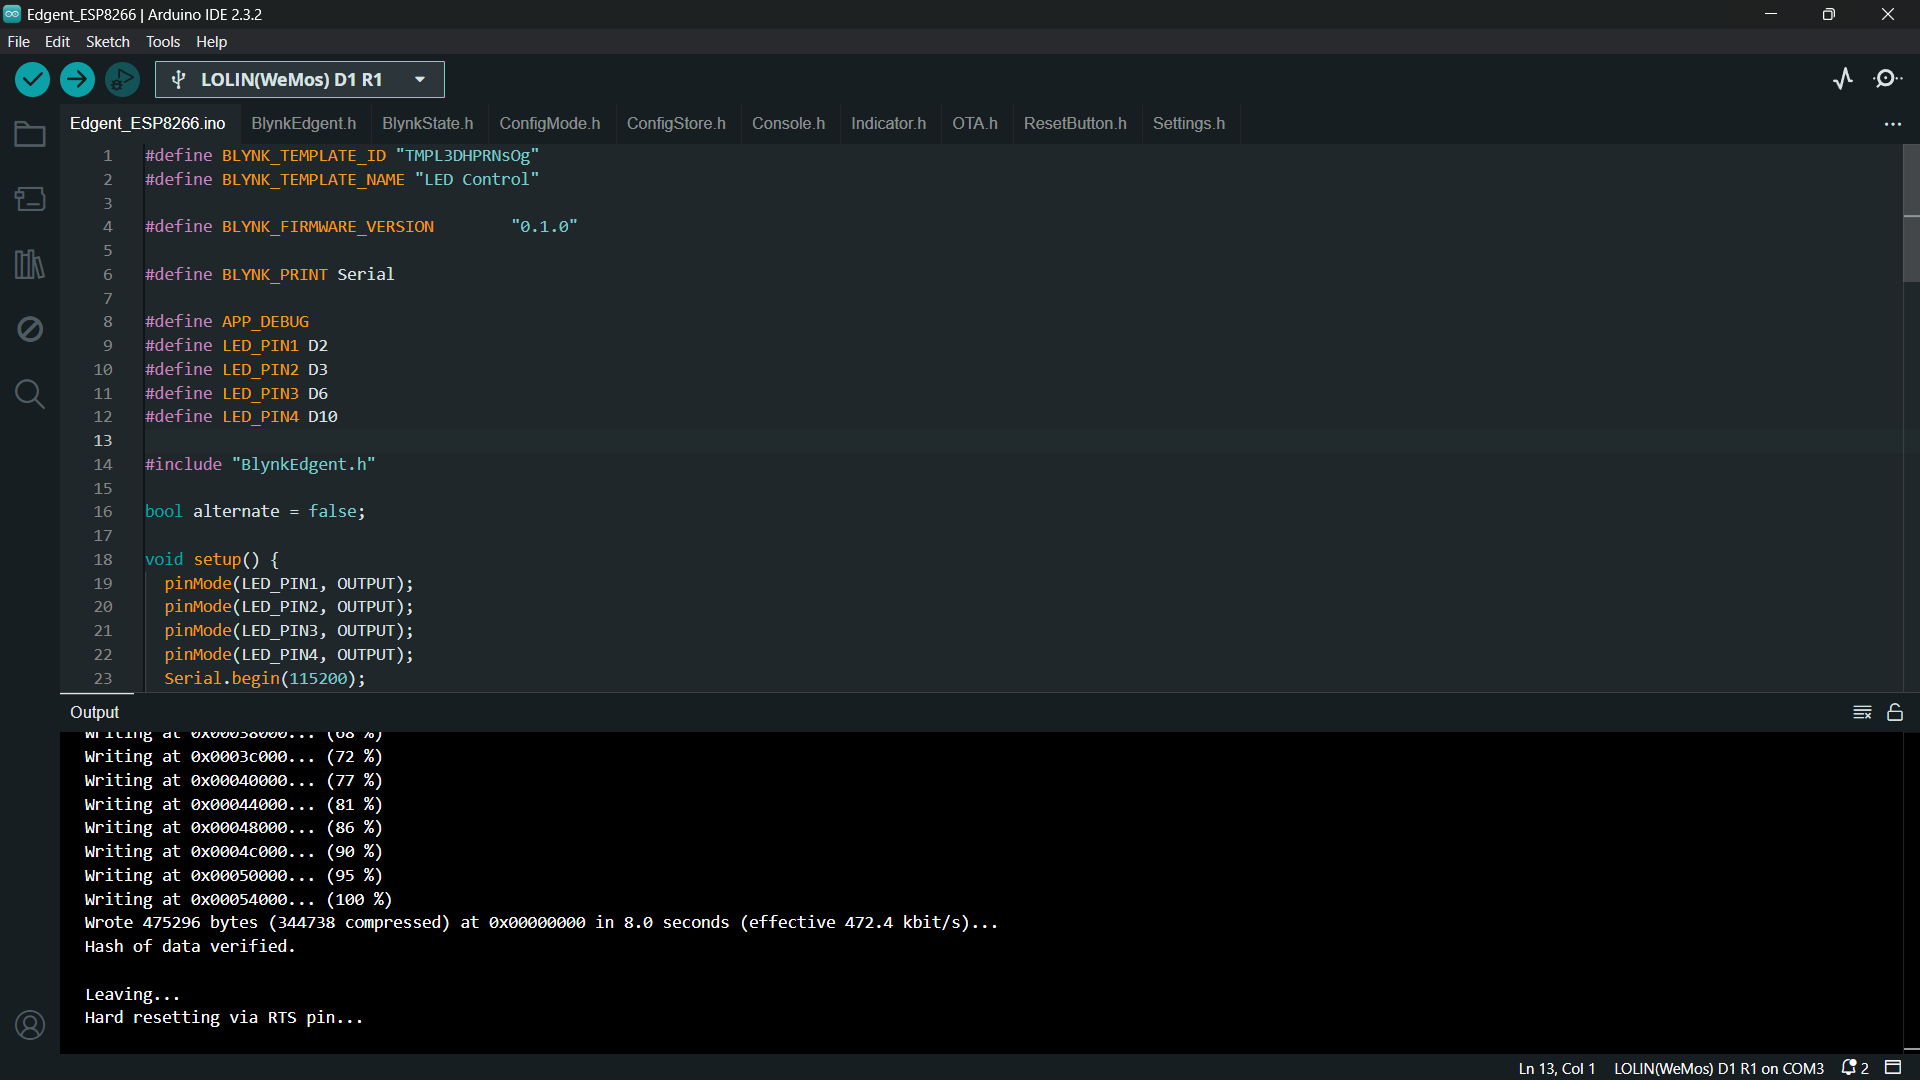 Edgent_ESP8266 | Arduino IDE 2.3.2
File Edit Sketch Tools Help
LOLIN(WeMos) D1 R1
Edgent_ESP8266.ino BlynkEdgent.h BlynkState.h ConfigMode.h ConfigStore.h Console.h Indicator.h OTA.h ResetButton.h Settings.h ...
1 #define BLYNK_TEMPLATE_ID "TMPL3DHPRNsOg"
2 #define BLYNK_TEMPLATE_NAME "LED Control"
3
4 #define BLYNK_FIRMWARE_VERSION        "0.1.0"
5
6 #define BLYNK_PRINT Serial
7
8 #define APP_DEBUG
9 #define LED_PIN1 D2
10 #define LED_PIN2 D3
11 #define LED_PIN3 D6
12 #define LED_PIN4 D10
13
14 #include "BlynkEdgent.h"
15
16 bool alternate = false;
17
18 void setup() {
19   pinMode(LED_PIN1, OUTPUT);
20   pinMode(LED_PIN2, OUTPUT);
21   pinMode(LED_PIN3, OUTPUT);
22   pinMode(LED_PIN4, OUTPUT);
23   Serial.begin(115200);
Output
Writing at 0x00038000... (68 %)
Writing at 0x0003c000... (72 %)
Writing at 0x00040000... (77 %)
Writing at 0x00044000... (81 %)
Writing at 0x00048000... (86 %)
Writing at 0x0004c000... (90 %)
Writing at 0x00050000... (95 %)
Writing at 0x00054000... (100 %)
Wrote 475296 bytes (344738 compressed) at 0x00000000 in 8.0 seconds (effective 472.4 kbit/s)...
Hash of data verified.
Leaving...
Hard resetting via RTS pin...
Ln 13, Col 1 LOLIN(WeMos) D1 R1 on COM3 2